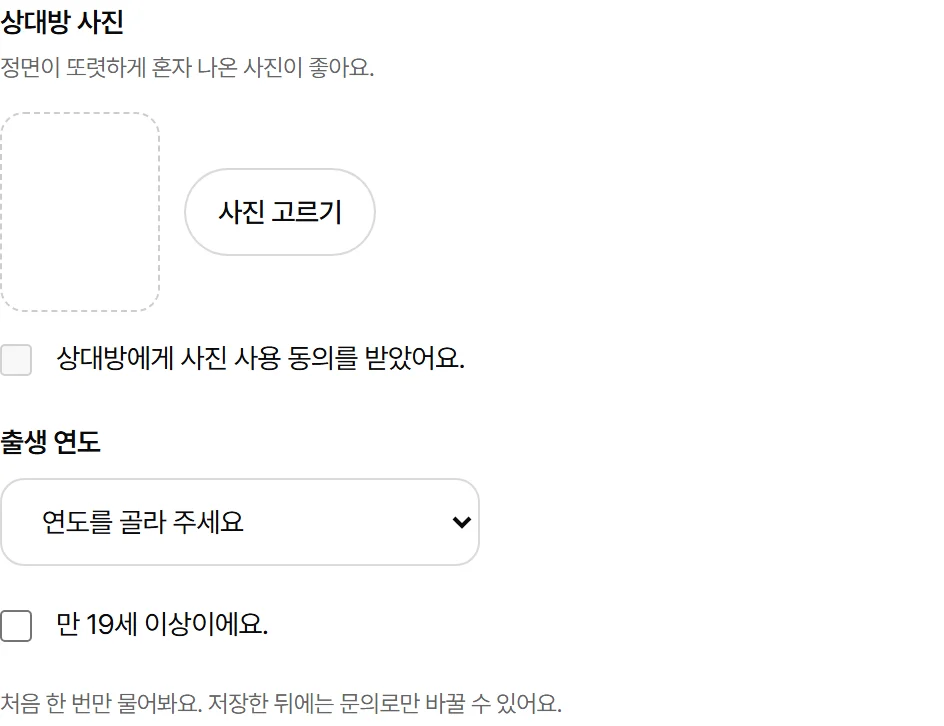 상대방 사진
정면이 또렷하게 혼자 나온 사진이 좋아요.
사진 고르기
상대방에게 사진 사용 동의를 받았어요.
출생 연도
연도를 골라 주세요
만 19세 이상이에요.
처음 한 번만 물어봐요. 저장한 뒤에는 문의로만 바꿀 수 있어요.